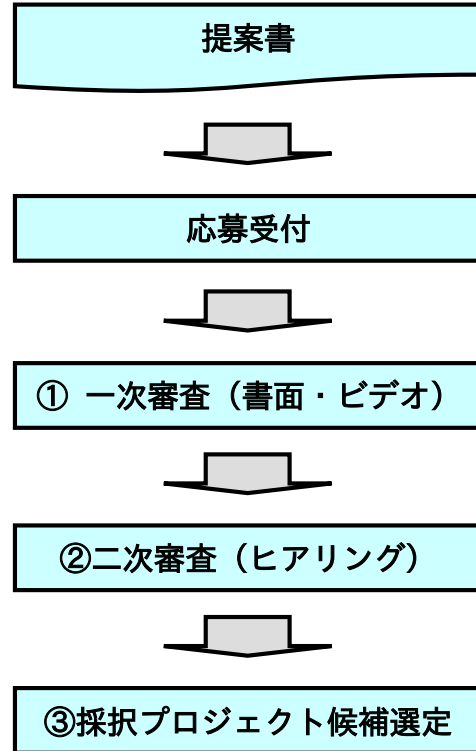 提案書
応募受付
① 一次審査（書面・ビデオ）
②二次審査（ヒアリング）
③採択プロジェクト候補選定